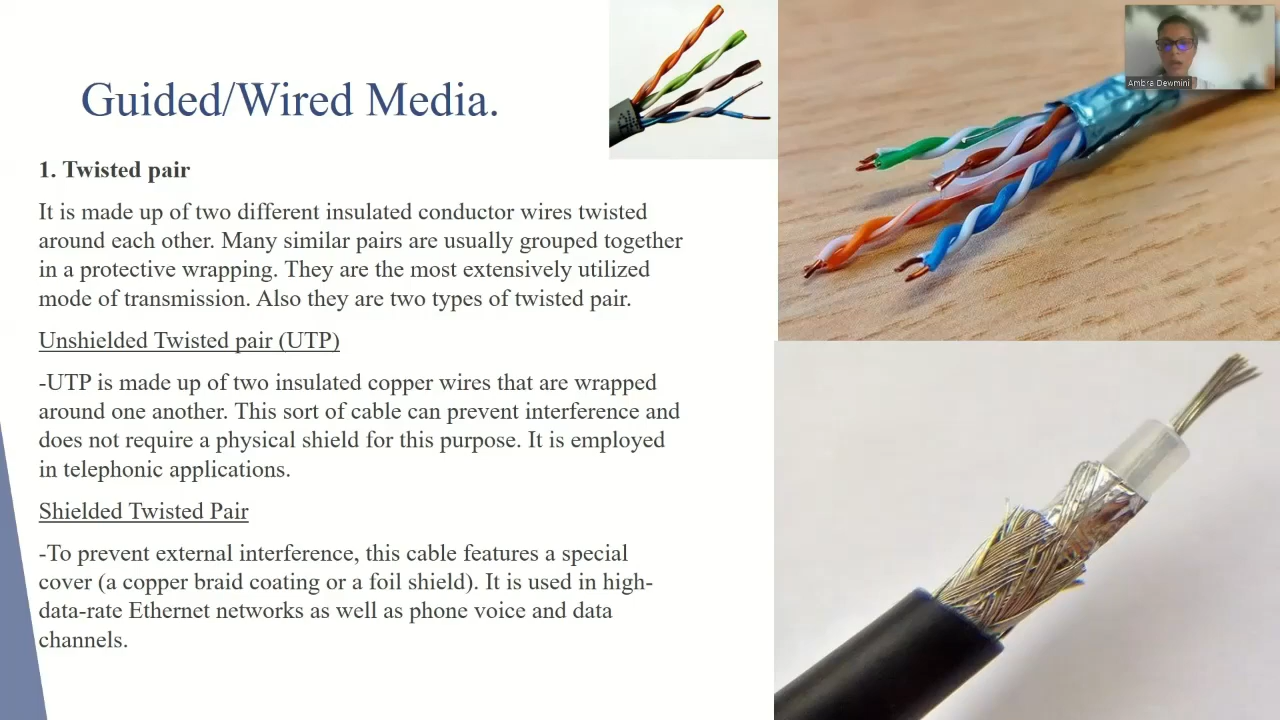 Guided/Wired Media.
1. Twisted pair
It is made up of two different insulated conductor wires twisted
around each other. Many similar pairs are usually grouped together
in a protective wrapping. They are the most extensively utilized
mode of transmission. Also they are two types of twisted pair.
Unshielded Twisted pair (UTP)
-UTP is made up of two insulated copper wires that are wrapped
around one another. This sort of cable can prevent interference and
does not require a physical shield for this purpose. It is employed
in telephonic applications.
Shielded Twisted Pair
-To prevent external interference, this cable features a special
cover (a copper braid coating or a foil shield). It is used in high-
data-rate Ethernet networks as well as phone voice and data
channels.
Ambra Dewmini